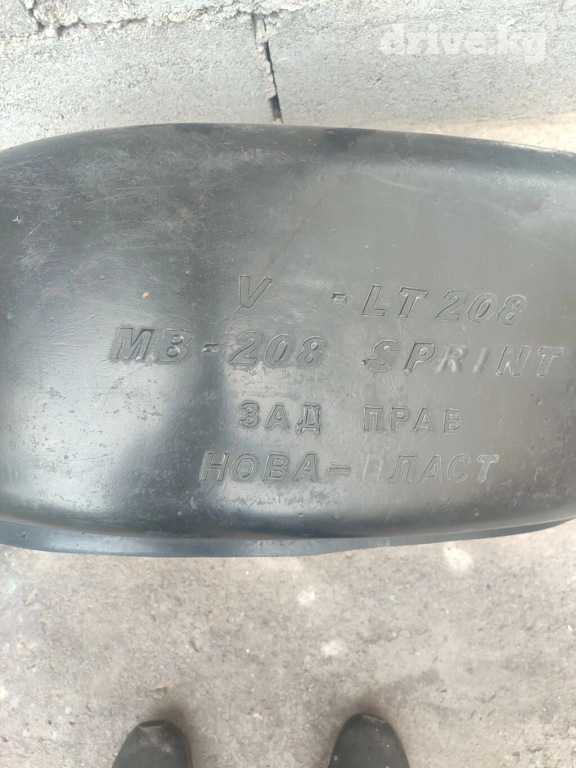 drive.kg
V -LT 208
MB-208 SPRINT
ЗАД ПРАВ
НОВА-ПЛАСТ